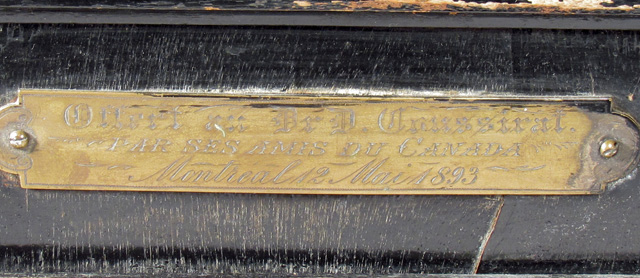 Offert au Dr D. Coussirat.
PAR SES AMIS DU CANADA
Montreal 12 Mai 1893